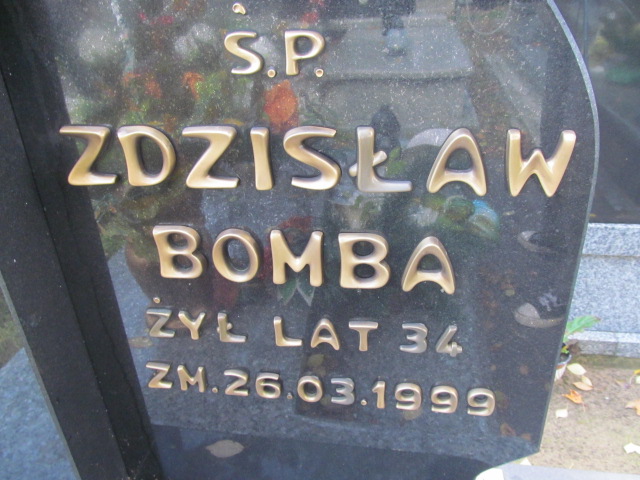 Ś.P.
ZDZISŁAW
BOMBA
ŻYŁ LAT 34
ZM.26.03.1999